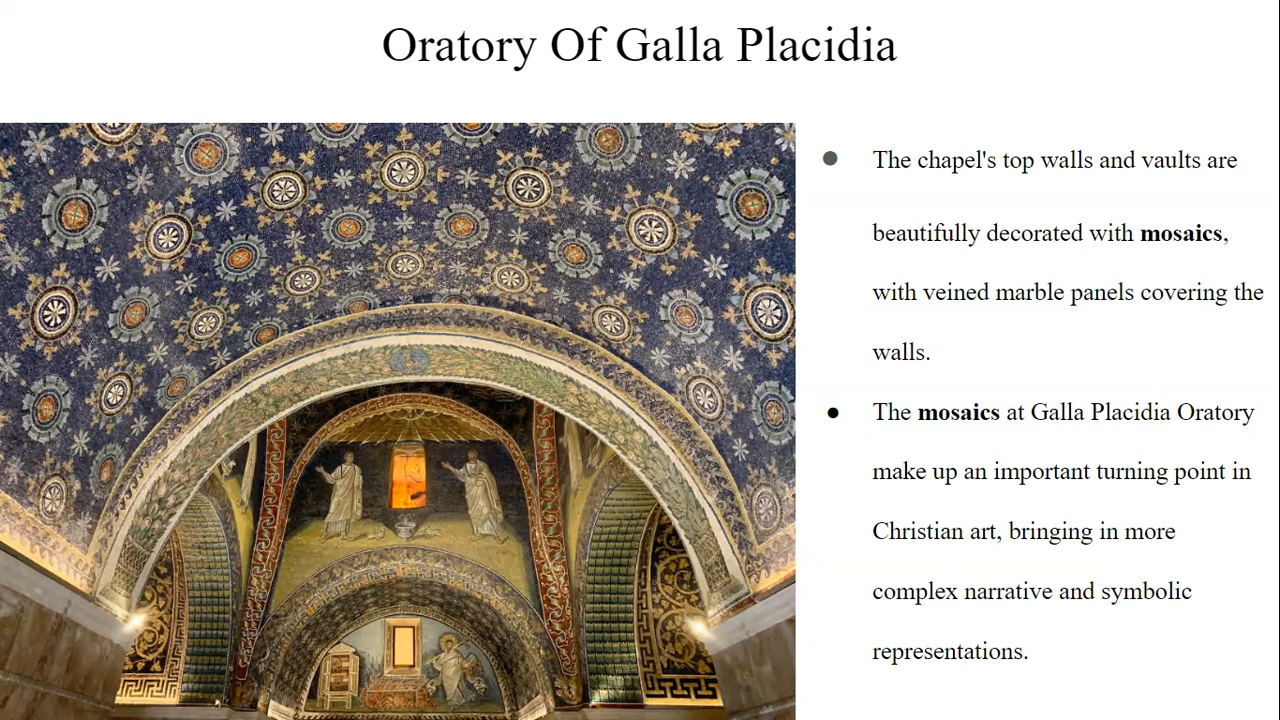 Oratory Of Galla Placidia
● The chapel's top walls and vaults are
beautifully decorated with mosaics,
with veined marble panels covering the
walls.
● The mosaics at Galla Placidia Oratory
make up an important turning point in
Christian art, bringing in more
complex narrative and symbolic
representations.